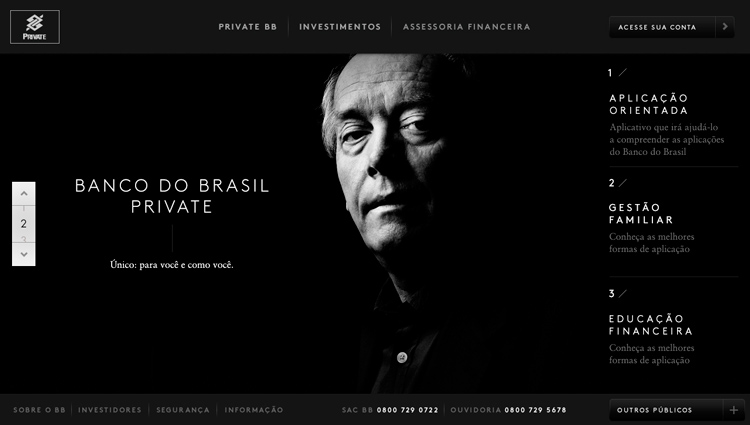 PRIVATE
PRIVATE BB
INVESTIMENTOS
ASSESSORIA FINANCEIRA
ACESSE SUA CONTA
BANCO DO BRASIL
PRIVATE
Único: para você e como você.
2
1
APLICAÇÃO
ORIENTADA
Aplicativo que irá ajudá-lo
a compreender as aplicações
do Banco do Brasil
2
GESTÃO
FAMILIAR
Conheça as melhores
formas de aplicação
3
EDUCAÇÃO
FINANCEIRA
Conheça as melhores
formas de aplicação
SOBRE O BB
INVESTIDORES
SEGURANÇA
INFORMAÇÃO
SAC BB 0800 729 0722
OUVIDORIA 0800 729 5678
OUTROS PÚBLICOS